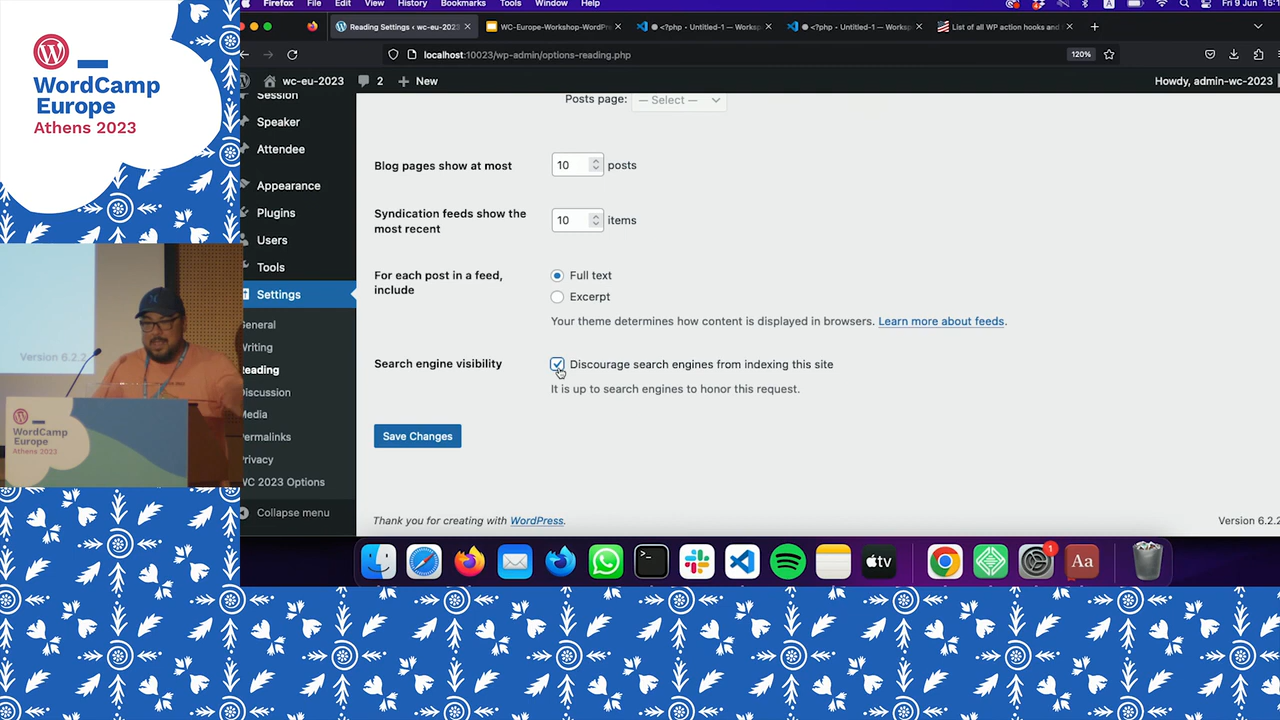 WordCamp
Europe
Athens 2023
Version 6.2.2
WordCamp
Europe
Athens 2023
Firefox File Edit View History Bookmarks Tools Window Help
Fri 9 Jun
Reading Settings < wc-eu-2023
WC-Europe-Workshop-WordPre
<?php - Untitled-1 — Worksp
<?php - Untitled-1 — Worksp
List of all WP action hooks and
localhost:10023/wp-admin/options-reading.php
120%
wc-eu-2023 2 New
Howdy, admin-wc-2023
Session
Speaker
Attendee
Appearance
Plugins
Users
Tools
Settings
General
Writing
Reading
Discussion
Media
Permalinks
Privacy
WC 2023 Options
Collapse menu
Posts page: — Select —
Blog pages show at most 10 posts
Syndication feeds show the
most recent
10 items
For each post in a feed,
include
Full text
Excerpt
Your theme determines how content is displayed in browsers. Learn more about feeds.
Search engine visibility
Discourage search engines from indexing this site
It is up to search engines to honor this request.
Save Changes
Thank you for creating with WordPress.
Version 6.2.2
tv
1
Aa